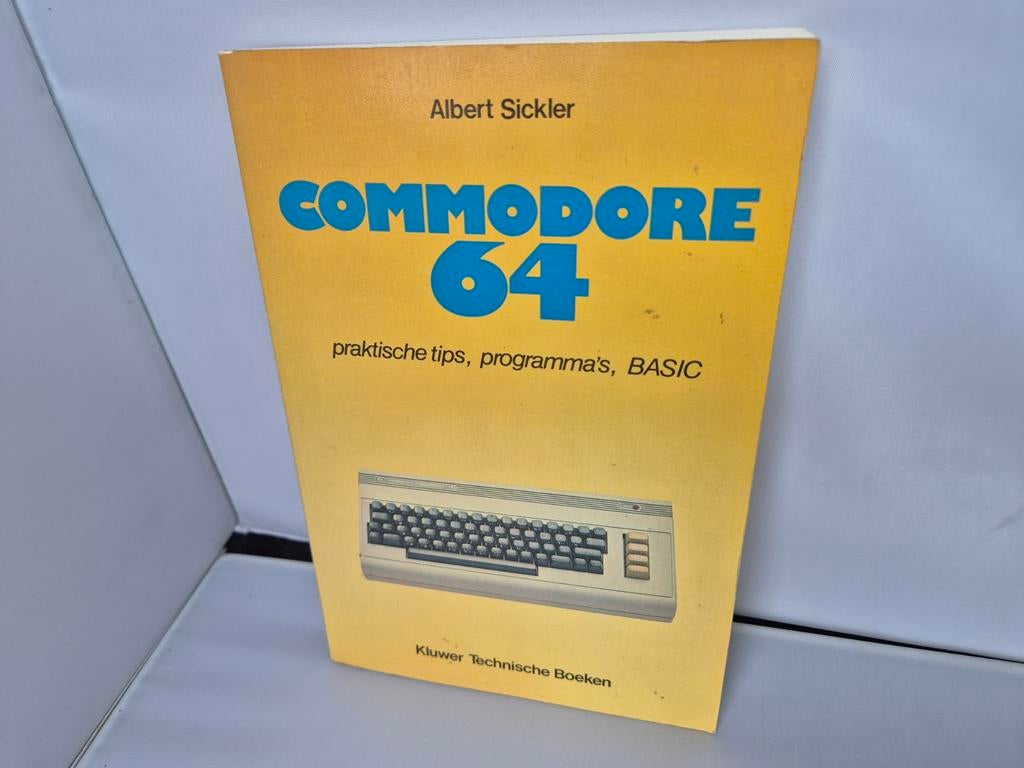 Albert Sickler
COMMODORE
64
praktische tips, programma's, BASIC
Kluwer Technische Boeken